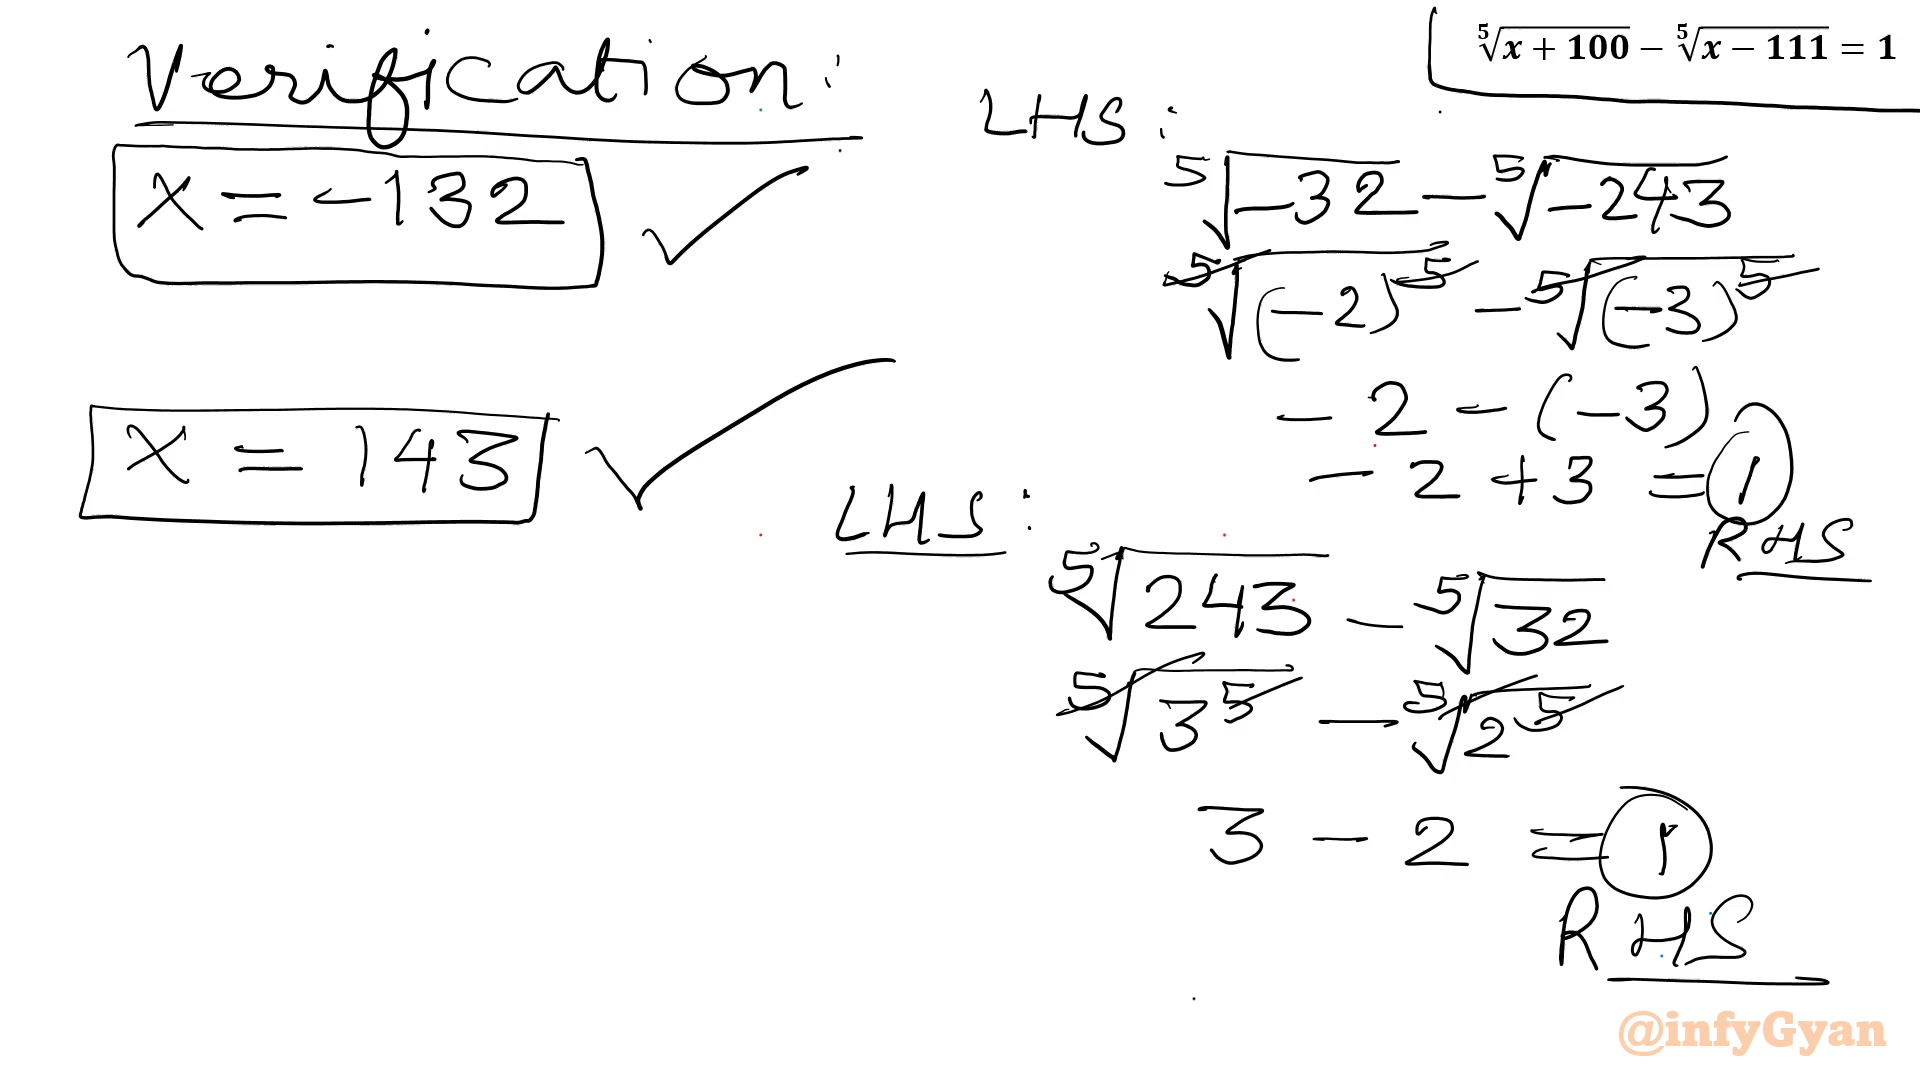 ⁵√(x + 100) − ⁵√(x − 111) = 1
Verification:
x = -132
x = 143
LHS:
⁵√-32 - ⁵√-243
⁵√(-2)⁵ - ⁵√(-3)⁵
-2 - (-3)
-2 + 3 = 1
RHS
LHS:
⁵√243 - ⁵√32
⁵√3⁵ - ⁵√2⁵
3 - 2 = 1
RHS
@infyGyan